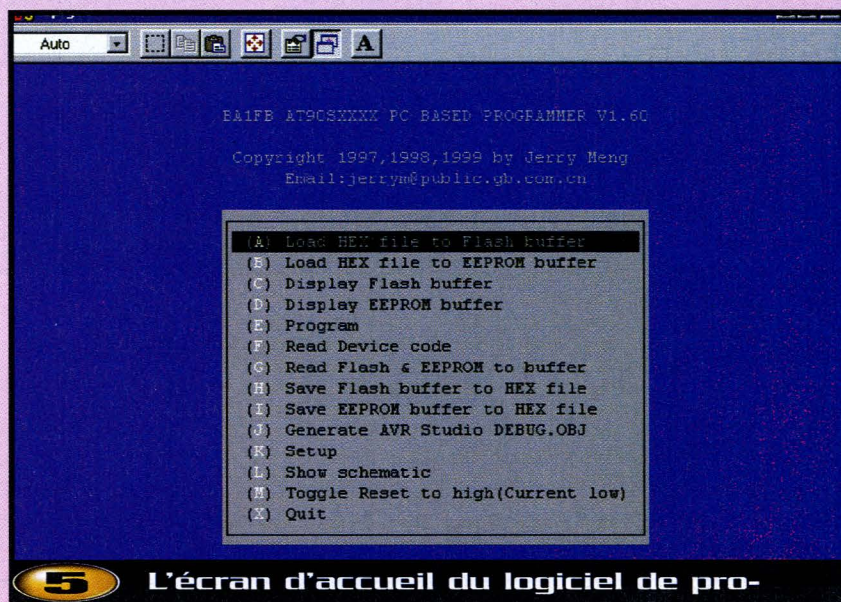 Auto
A
BA1FB AT90SXXXX PC BASED PROGRAMMER V1.60
Copyright 1997,1998,1999 by Jerry Meng
Email:jerrym@public.gb.com.cn
(A) Load HEX file to Flash buffer
(B) Load HEX file to EEPROM buffer
(C) Display Flash buffer
(D) Display EEPROM buffer
(E) Program
(F) Read Device code
(G) Read Flash & EEPROM to buffer
(H) Save Flash buffer to HEX file
(I) Save EEPROM buffer to HEX file
(J) Generate AVR Studio DEBUG.OBJ
(K) Setup
(L) Show schematic
(M) Toggle Reset to high(Current low)
(X) Quit
5 L'écran d'accueil du logiciel de pro-